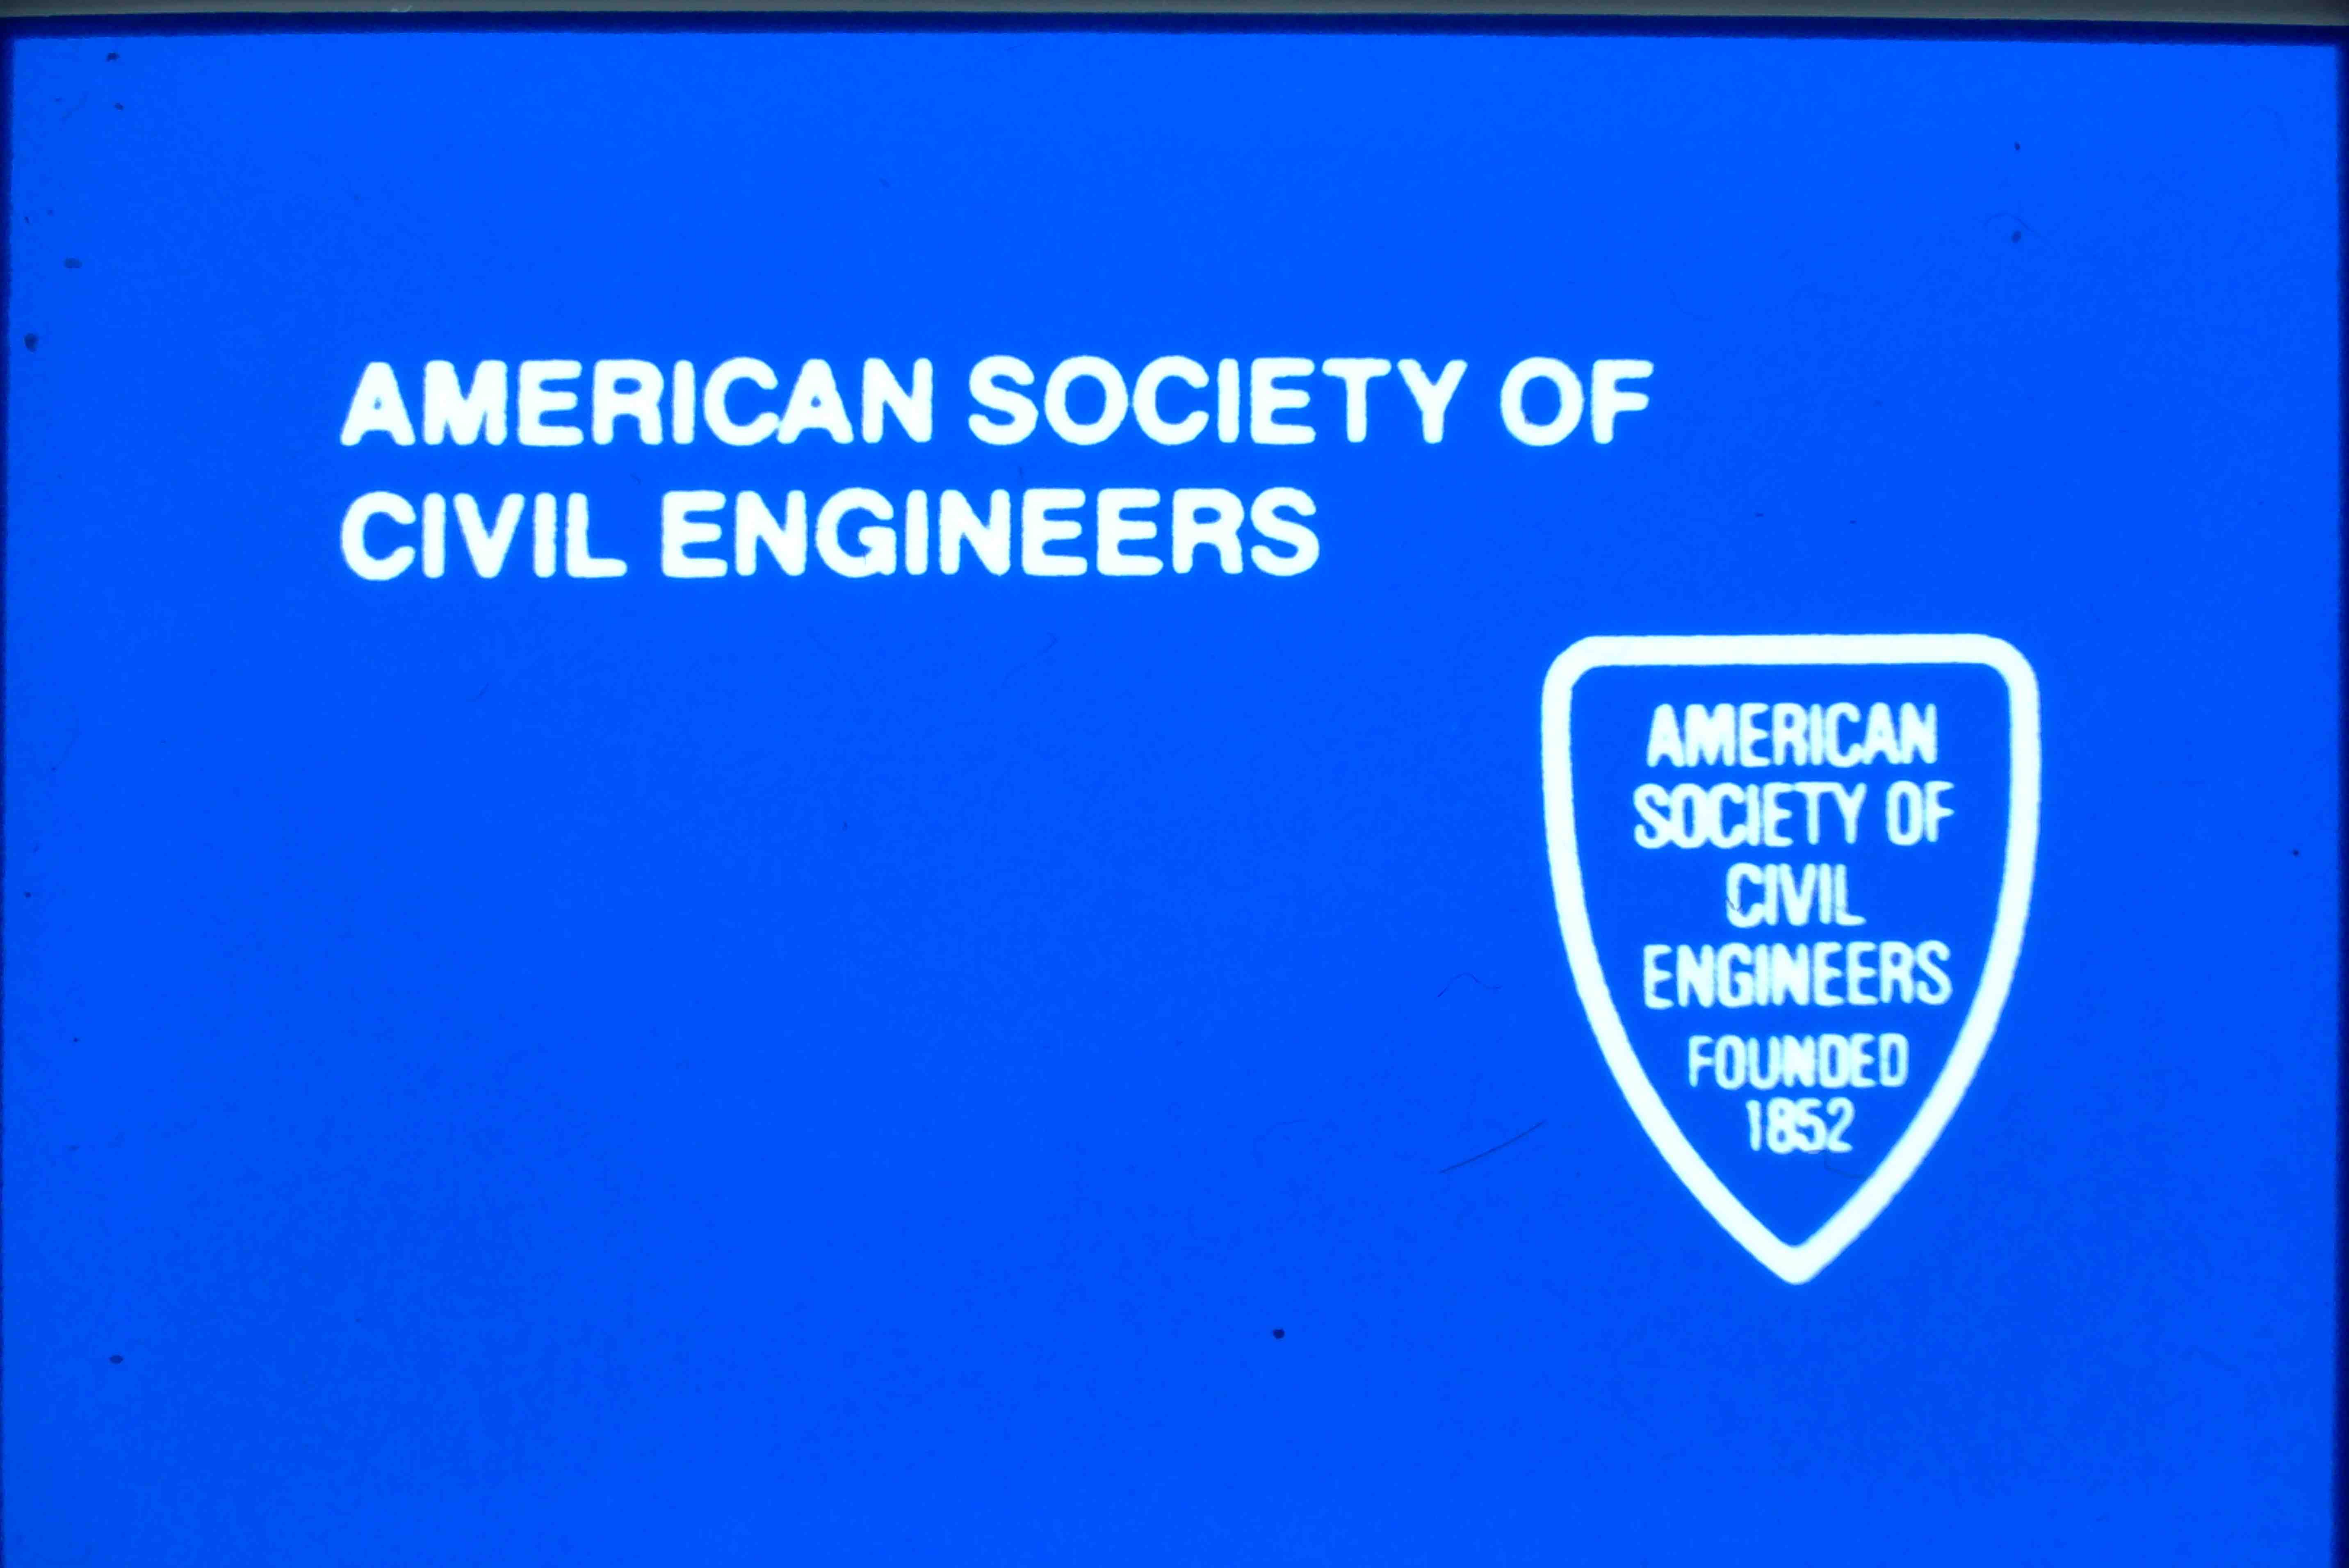 AMERICAN SOCIETY OF
CIVIL ENGINEERS
AMERICAN
SOCIETY OF
CIVIL
ENGINEERS
FOUNDED
1852